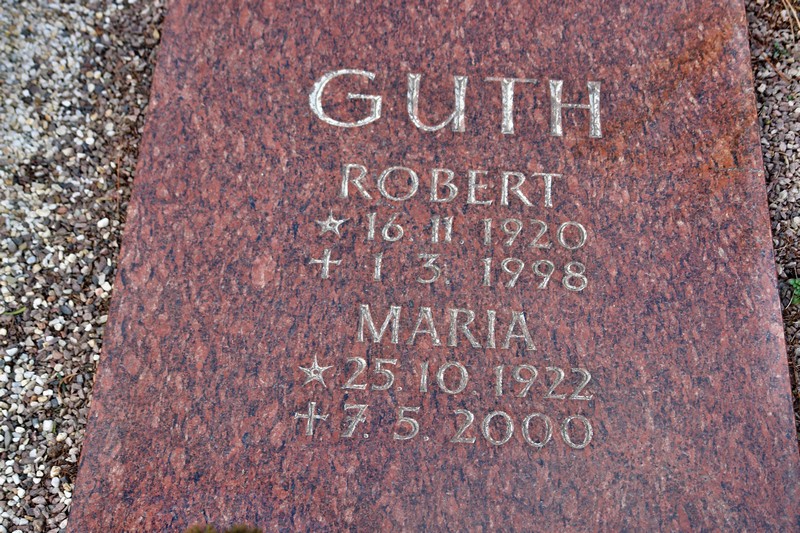 GUTH
ROBERT
★ 16. 11. 1920
+ 1. 3. 1998
MARIA
★ 25. 10. 1922
+ 7. 5. 2000